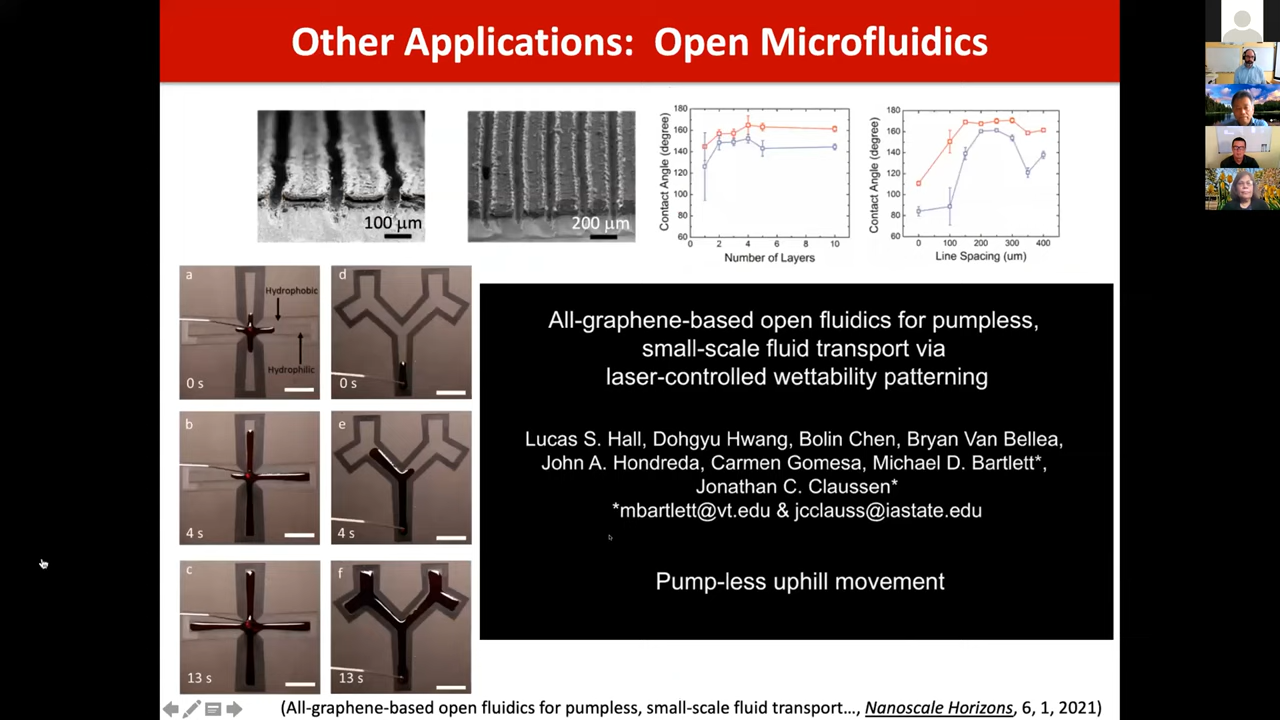 Other Applications:  Open Microfluidics
100 µm
200 µm
Contact Angle (degree)
180
160
140
120
100
80
60
0
2
4
6
8
10
Number of Layers
Contact Angle (degree)
180
160
140
120
100
80
60
0
100
200
300
400
Line Spacing (um)
a
Hydrophobic
Hydrophilic
0 s
d
0 s
b
4 s
e
4 s
c
13 s
f
13 s
All-graphene-based open fluidics for pumpless,
small-scale fluid transport via
laser-controlled wettability patterning
Lucas S. Hall, Dohgyu Hwang, Bolin Chen, Bryan Van Bellea,
John A. Hondreda, Carmen Gomesa, Michael D. Bartlett*,
Jonathan C. Claussen*
*mbartlett@vt.edu & jcclauss@iastate.edu
Pump-less uphill movement
(All-graphene-based open fluidics for pumpless, small-scale fluid transport…, Nanoscale Horizons, 6, 1, 2021)